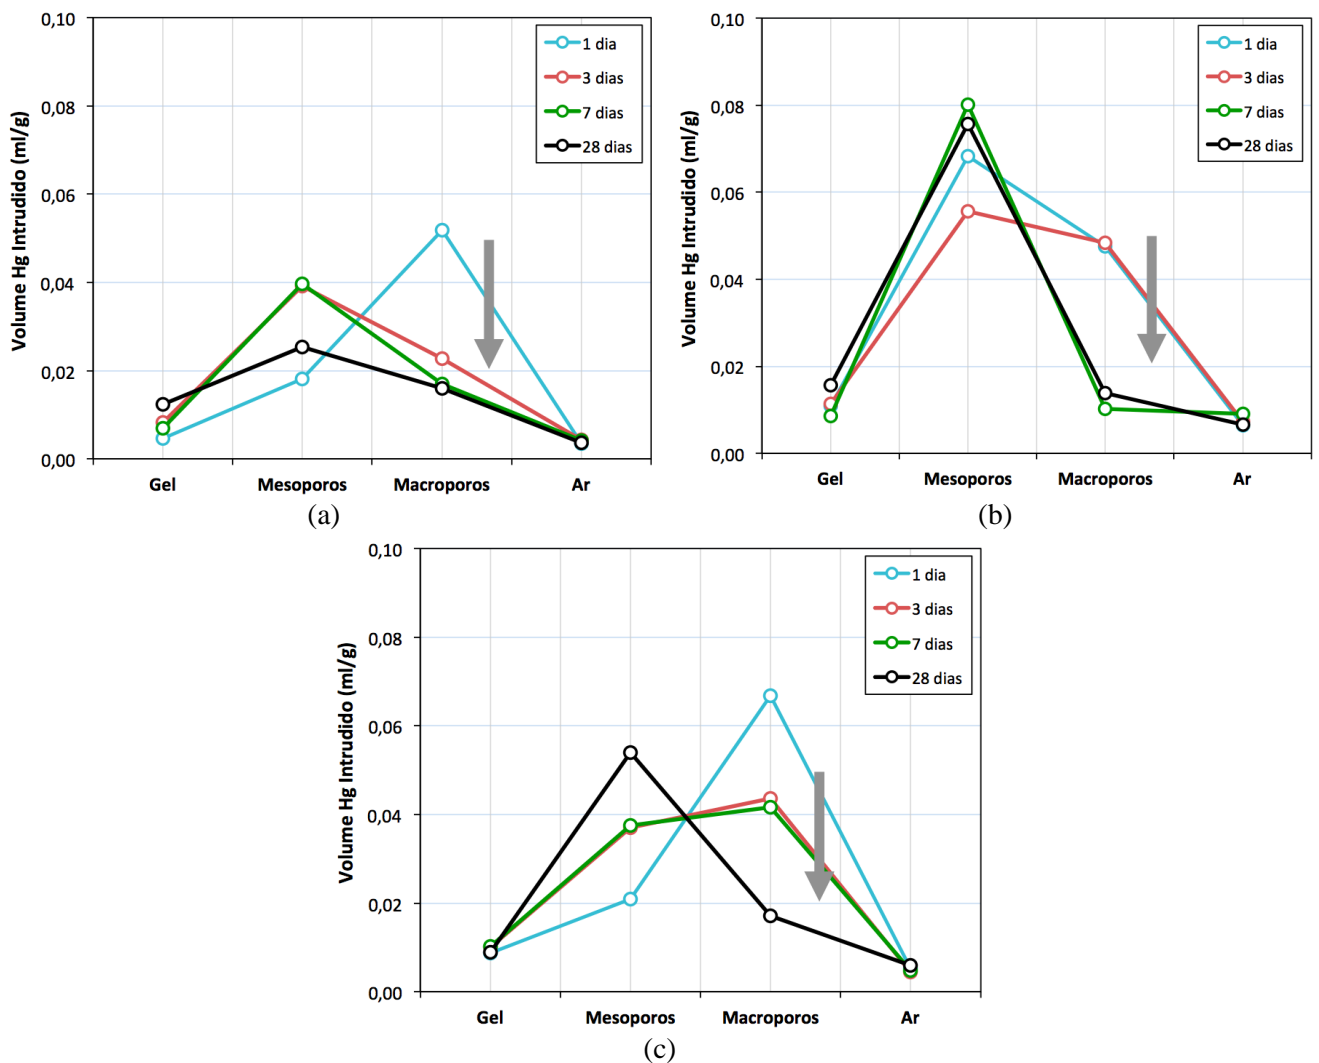 Volume Hg Intrudido (ml/g)
0,10
0,08
0,06
0,04
0,02
0,00
1 dia
3 dias
7 dias
28 dias
Gel Mesoporos Macroporos Ar
(a)
Volume Hg Intrudido (ml/g)
0,10
0,08
0,06
0,04
0,02
0,00
1 dia
3 dias
7 dias
28 dias
Gel Mesoporos Macroporos Ar
(b)
Volume Hg Intrudido (ml/g)
0,10
0,08
0,06
0,04
0,02
0,00
1 dia
3 dias
7 dias
28 dias
Gel Mesoporos Macroporos Ar
(c)